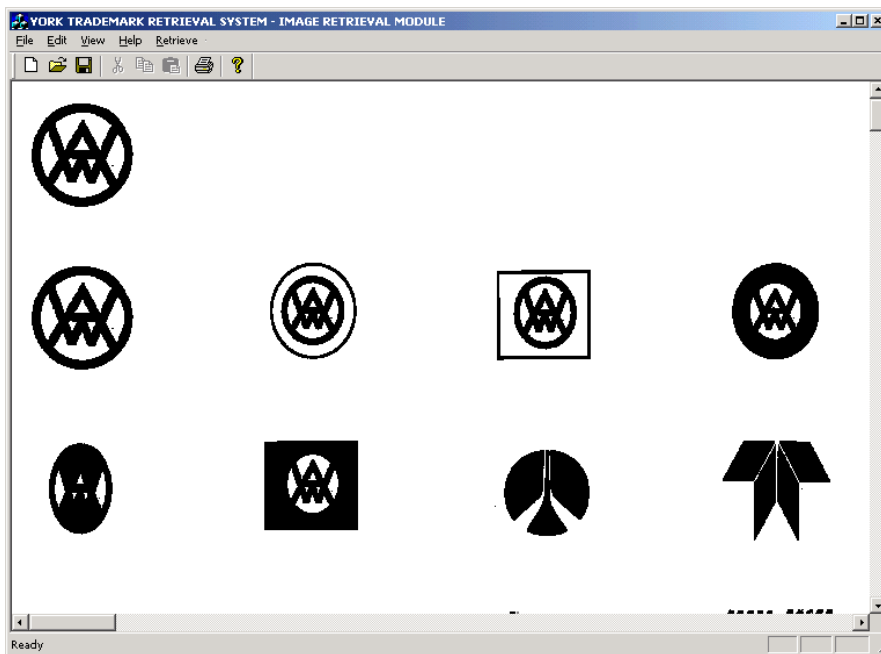 YORK TRADEMARK RETRIEVAL SYSTEM - IMAGE RETRIEVAL MODULE
File Edit View Help Retrieve
Ready